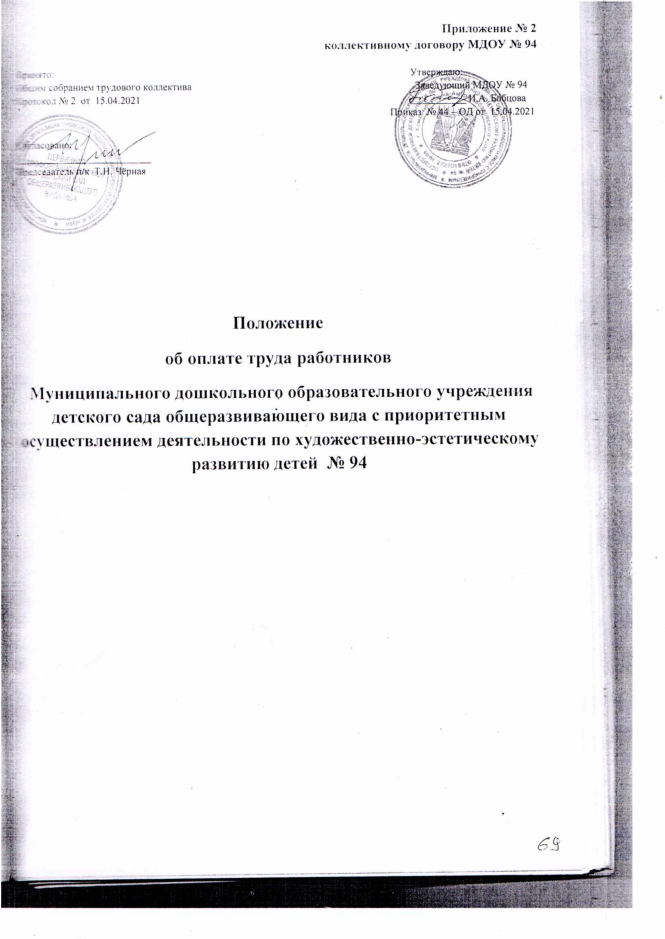 Приложение № 2
коллективному договору МДОУ № 94
Принято:
Общим собранием трудового коллектива
Протокол № 2 от 15.04.2021
Согласовано:
Председатель п/к Т.Н. Чёрная
Утверждаю:
Заведующий МДОУ № 94
И.А. Бобцова
Приказ № 44 – ОД от 15.04.2021
Положение
об оплате труда работников
Муниципального дошкольного образовательного учреждения
детского сада общеразвивающего вида с приоритетным
осуществлением деятельности по художественно-эстетическому
развитию детей № 94
69